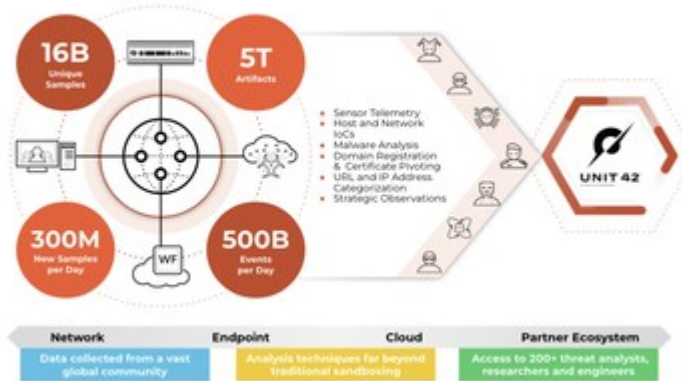 16B
Unique
Samples
5T
Artifacts
300M
New Samples
per Day
WF
500B
Events
per Day
Sensor Telemetry
Host and Network
IoCs
Malware Analysis
Domain Registration
& Certificate Pivoting
URL and IP Address
Categorization
Strategic Observations
UNIT 42
Network
Endpoint
Cloud
Partner Ecosystem
Data collected from a vast
global community
Analysis techniques far beyond
traditional sandboxing
Access to 200+ threat analysts,
researchers and engineers